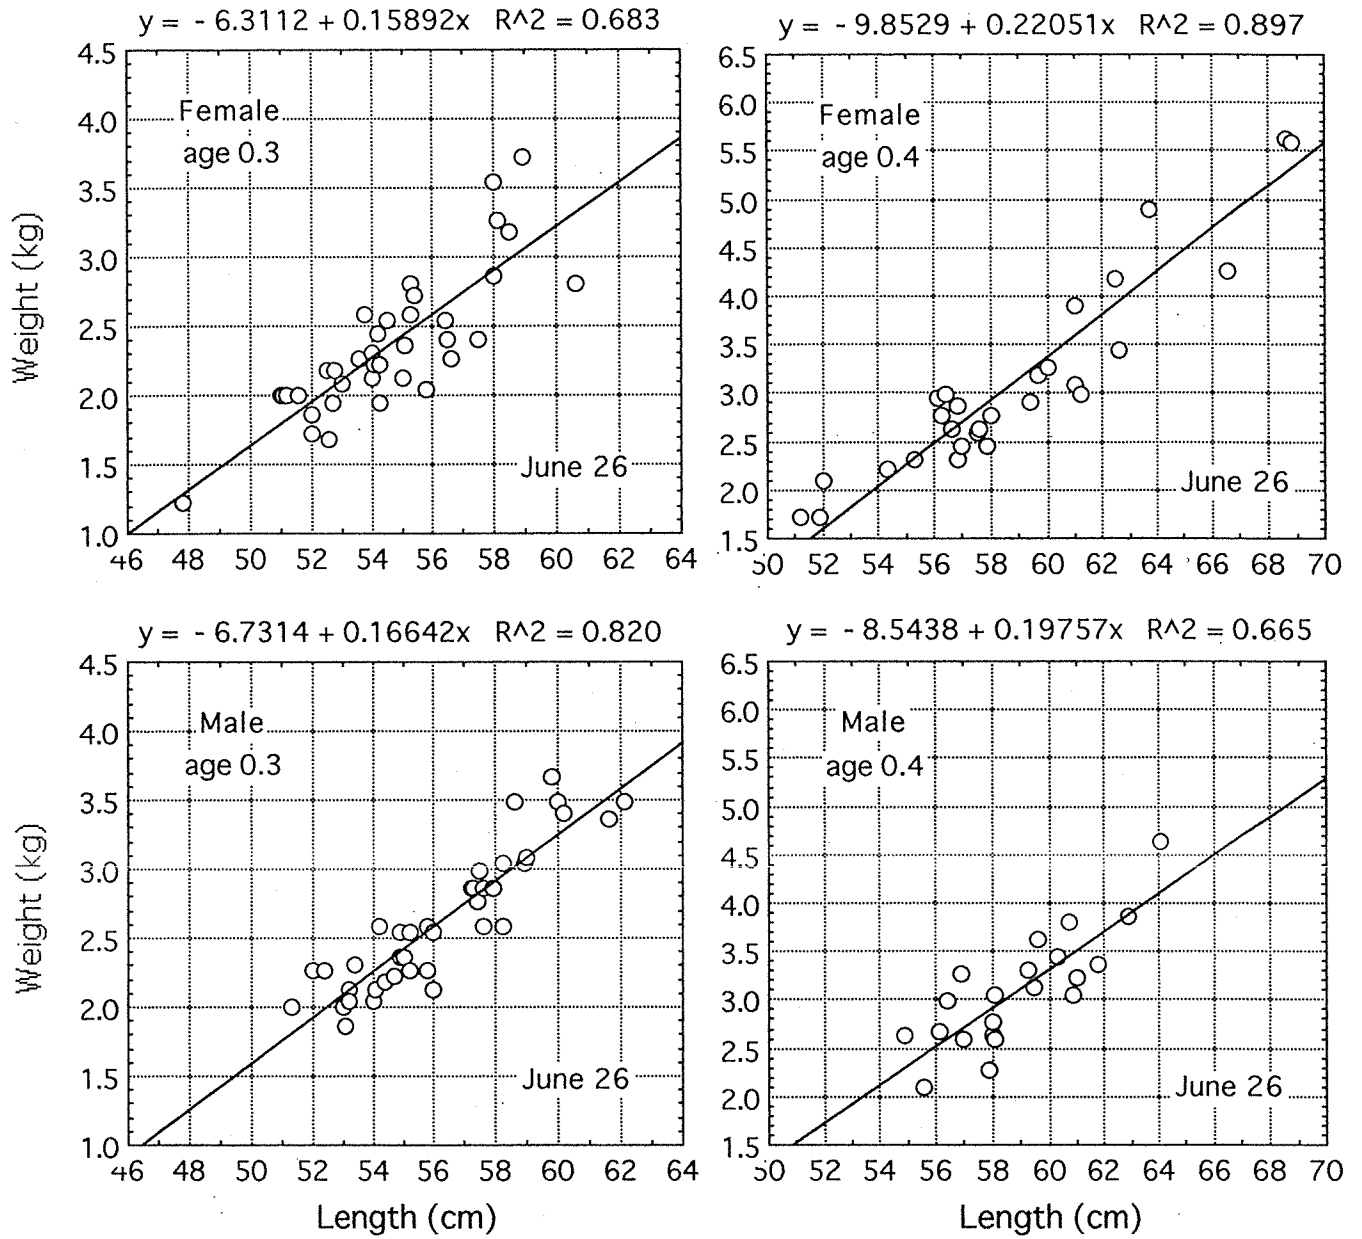 y = - 6.3112 + 0.15892x R^2 = 0.683
4.5
4.0
3.5
3.0
2.5
2.0
1.5
1.0
Weight (kg)
Female
age 0.3
June 26
46 48 50 52 54 56 58 60 62 64
y = - 9.8529 + 0.22051x R^2 = 0.897
6.5
6.0
5.5
5.0
4.5
4.0
3.5
3.0
2.5
2.0
1.5
Female
age 0.4
June 26
50 52 54 56 58 60 62 64 66 68 70
y = - 6.7314 + 0.16642x R^2 = 0.820
4.5
4.0
3.5
3.0
2.5
2.0
1.5
1.0
Weight (kg)
Male
age 0.3
June 26
46 48 50 52 54 56 58 60 62 64
Length (cm)
y = - 8.5438 + 0.19757x R^2 = 0.665
6.5
6.0
5.5
5.0
4.5
4.0
3.5
3.0
2.5
2.0
1.5
Male
age 0.4
June 26
50 52 54 56 58 60 62 64 66 68 70
Length (cm)